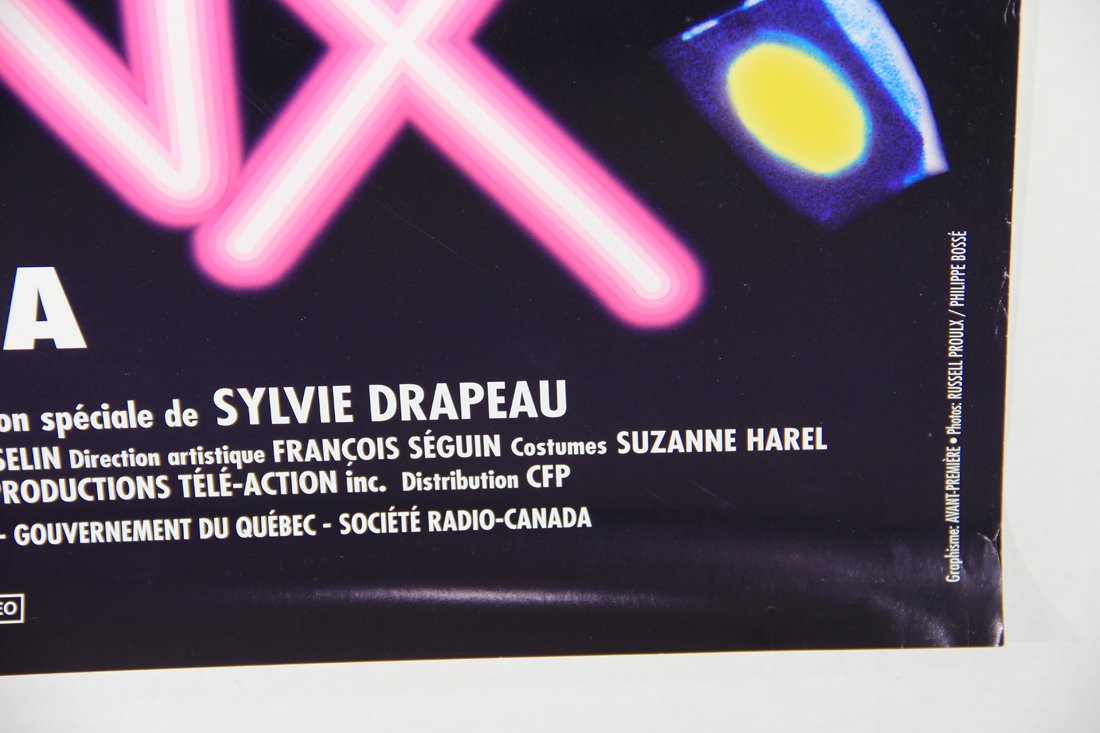 X
A
on spéciale de SYLVIE DRAPEAU
SELIN Direction artistique FRANÇOIS SÉGUIN Costumes SUZANNE HAREL
PRODUCTIONS TÉLÉ-ACTION inc. Distribution CFP
- GOUVERNEMENT DU QUÉBEC - SOCIÉTÉ RADIO-CANADA
EO
Graphisme: AVANT-PREMIÈRE • Photos: RUSSELL PROULX / PHILIPPE BOSSÉ